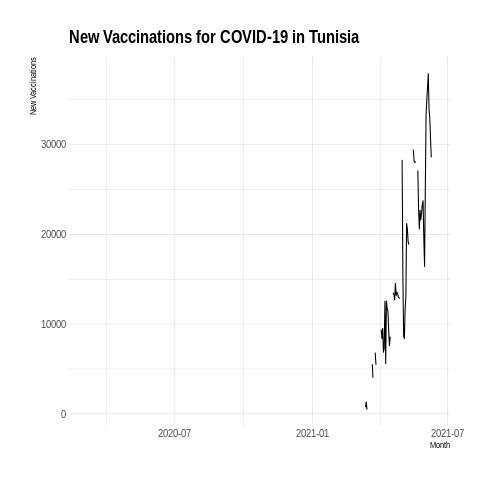 New Vaccinations for COVID-19 in Tunisia
New Vaccinations
30000
20000
10000
0
2020-07
2021-01
2021-07
Month